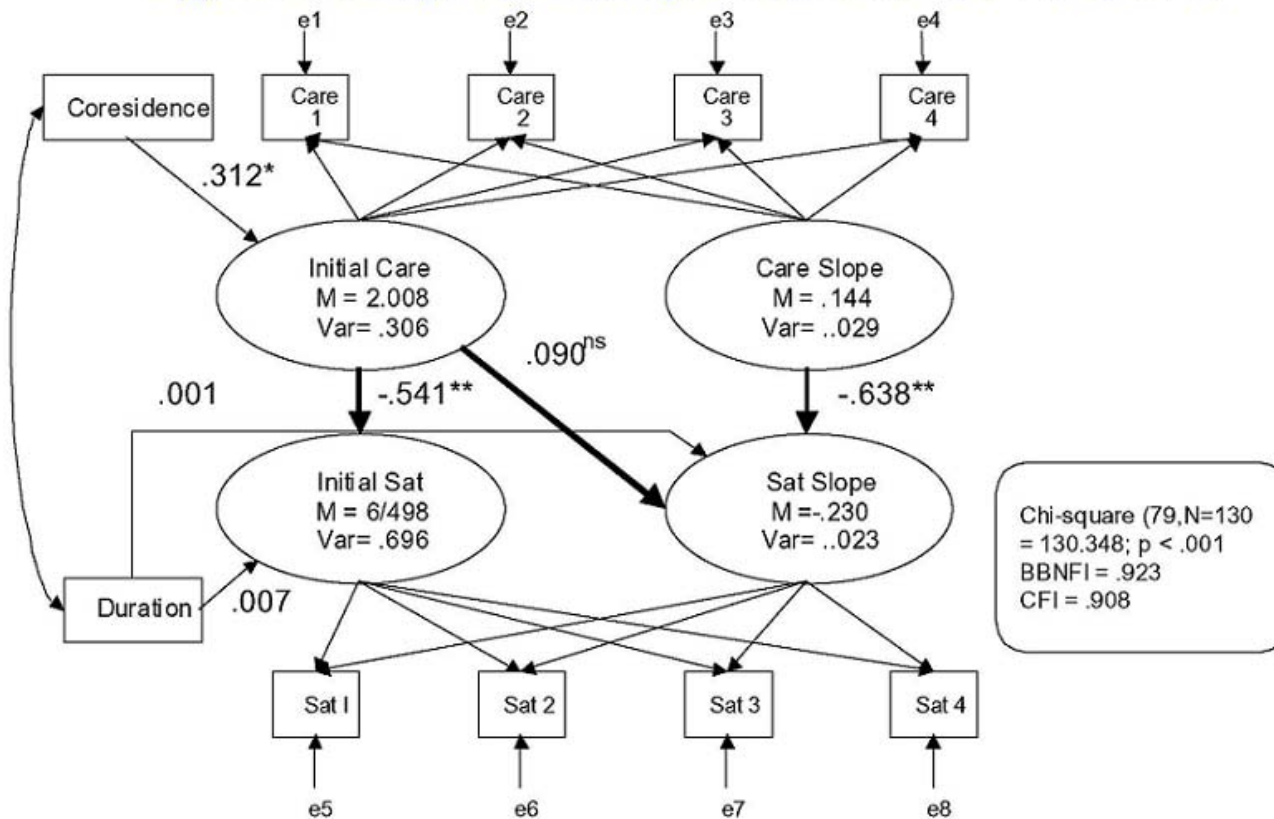 e1
e2
e3
e4
Coresidence
Care
1
Care
2
Care
3
Care
4
.312*
Initial Care
M = 2.008
Var= .306
Care Slope
M = .144
Var= ..029
.090ns
.001
-.541**
-.638**
Initial Sat
M = 6/498
Var= .696
Sat Slope
M =-.230
Var= ..023
Chi-square (79,N=130
= 130.348; p < .001
BBNFI = .923
CFI = .908
Duration
.007
Sat I
Sat 2
Sat 3
Sat 4
e5
e6
e7
e8